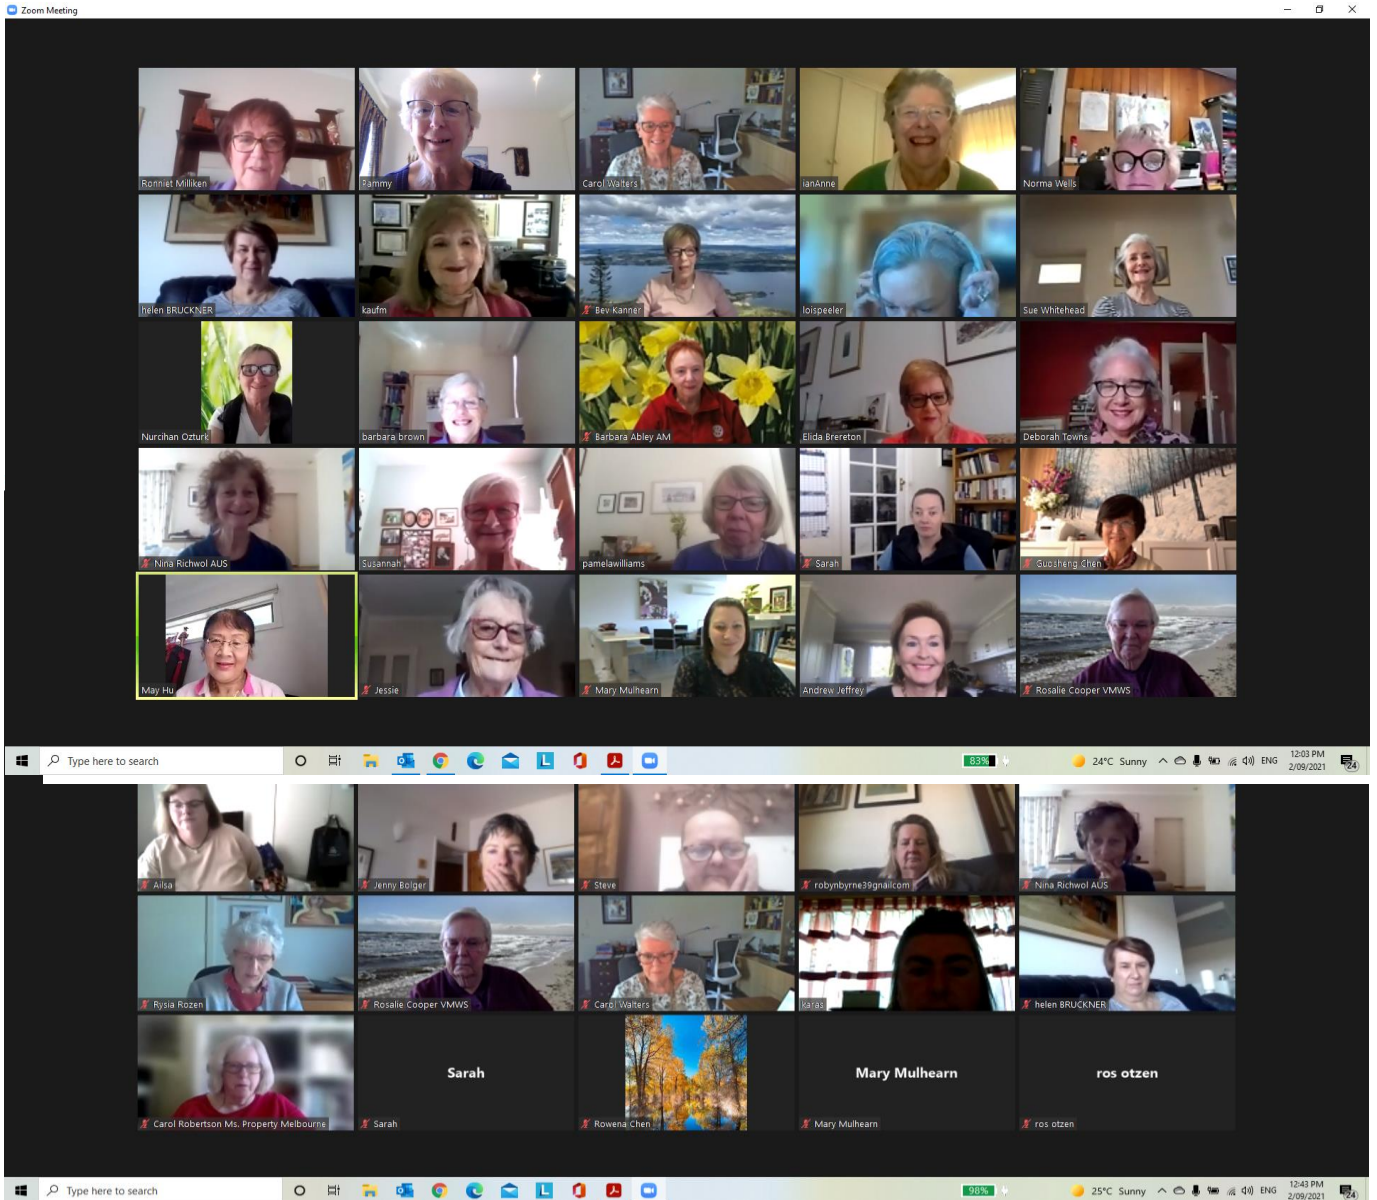 Zoom Meeting
Ronniet Milliken
Pammy
Carol Walters
ianAnne
Norma Wells
helen BRUCKNER
kaufm
Bev Kanner
loispeeler
Sue Whitehead
Nurcihan Ozturk
barbara brown
Barbara Abley AM
Elida Brereton
Deborah Towns
Nina Richwol AUS
Susannah
pamelawilliams
Sarah
Guosheng Chen
May Hu
Jessie
Mary Mulhearn
Andrew Jeffrey
Rosalie Cooper VMWS
Type here to search
L
83%
24°C Sunny
ENG
12:03 PM
2/09/2021
24
Ailsa
Jenny Bolger
Steve
robynbyrne39gnailcom
Nina Richwol AUS
Rysia Rozen
Rosalie Cooper VMWS
Carol Walters
karas
helen BRUCKNER
Carol Robertson Ms. Property Melbourne
Sarah
Sarah
Rowena Chen
Mary Mulhearn
Mary Mulhearn
ros otzen
ros otzen
Type here to search
L
98%
25°C Sunny
ENG
12:43 PM
2/09/2021
24